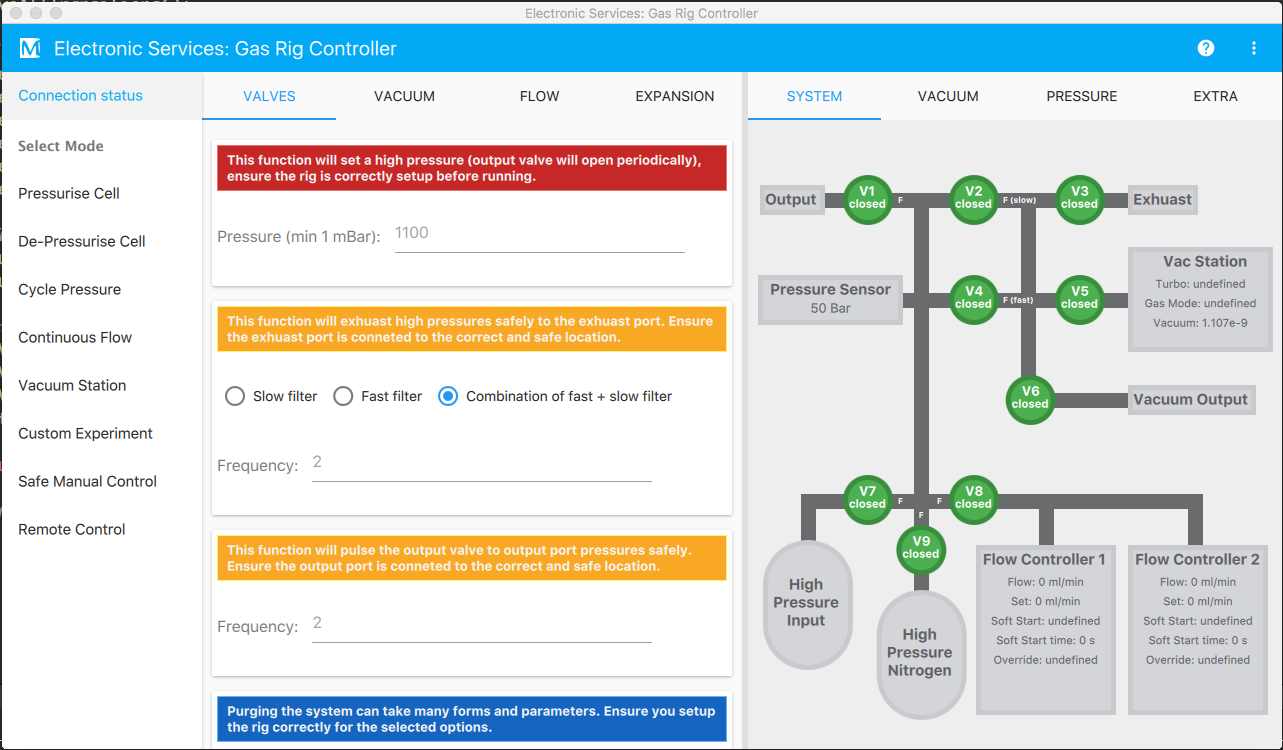 Electronic Services: Gas Rig Controller
M Electronic Services: Gas Rig Controller ?
Connection status
Select Mode
Pressurise Cell
De-Pressurise Cell
Cycle Pressure
Continuous Flow
Vacuum Station
Custom Experiment
Safe Manual Control
Remote Control
VALVES VACUUM FLOW EXPANSION
This function will set a high pressure (output valve will open periodically),
ensure the rig is correctly setup before running.
Pressure (min 1 mBar): 1100
This function will exhuast high pressures safely to the exhuast port. Ensure
the exhuast port is conneted to the correct and safe location.
Slow filter Fast filter Combination of fast + slow filter
Frequency: 2
This function will pulse the output valve to output port pressures safely.
Ensure the output port is conneted to the correct and safe location.
Frequency: 2
Purging the system can take many forms and parameters. Ensure you setup
the rig correctly for the selected options.
SYSTEM VACUUM PRESSURE EXTRA
Output
V1
closed
F
V2
closed
F (slow)
V3
closed
Exhuast
Pressure Sensor
50 Bar
V4
closed
F (fast)
V5
closed
Vac Station
Turbo: undefined
Gas Mode: undefined
Vacuum: 1.107e-9
V6
closed
Vacuum Output
V7
closed
F
F
V8
closed
F
V9
closed
High
Pressure
Input
High
Pressure
Nitrogen
Flow Controller 1
Flow: 0 ml/min
Set: 0 ml/min
Soft Start: undefined
Soft Start time: 0 s
Override: undefined
Flow Controller 2
Flow: 0 ml/min
Set: 0 ml/min
Soft Start: undefined
Soft Start time: 0 s
Override: undefined